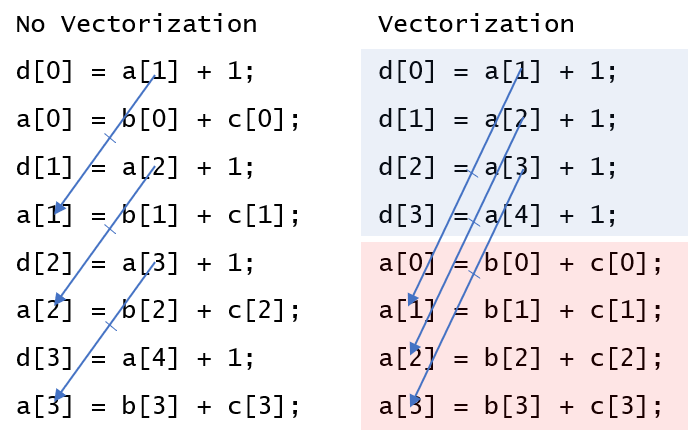 No Vectorization
d[0] = a[1] + 1;
a[0] = b[0] + c[0];
d[1] = a[2] + 1;
a[1] = b[1] + c[1];
d[2] = a[3] + 1;
a[2] = b[2] + c[2];
d[3] = a[4] + 1;
a[3] = b[3] + c[3];
Vectorization
d[0] = a[1] + 1;
d[1] = a[2] + 1;
d[2] = a[3] + 1;
d[3] = a[4] + 1;
a[0] = b[0] + c[0];
a[1] = b[1] + c[1];
a[2] = b[2] + c[2];
a[3] = b[3] + c[3];